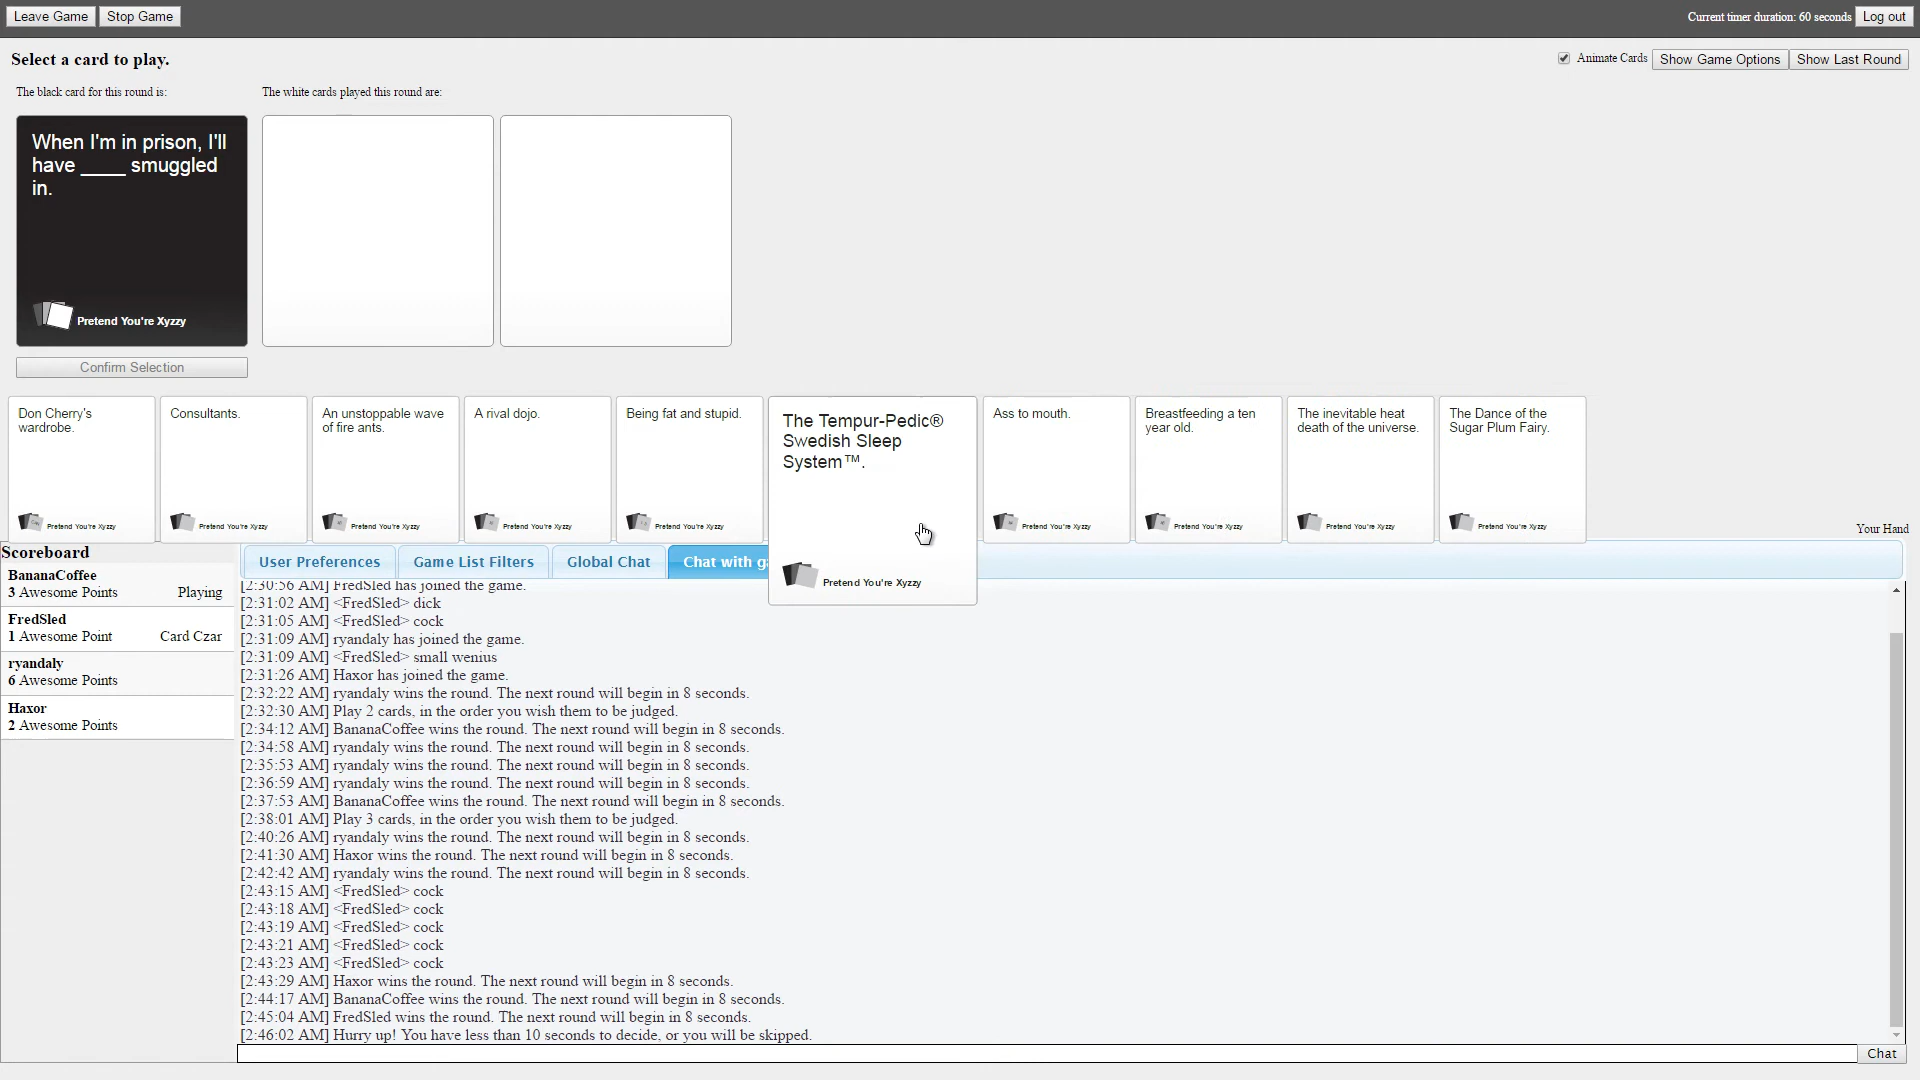 Leave Game Stop Game Current timer duration: 60 seconds Log out
Select a card to play. Animate Cards Show Game Options Show Last Round
The black card for this round is: The white cards played this round are:
When I'm in prison, I'll
have ____ smuggled
in.
Pretend You're Xyzzy
Confirm Selection
Don Cherry's
wardrobe.
Pretend You're Xyzzy
Consultants.
Pretend You're Xyzzy
An unstoppable wave
of fire ants.
Pretend You're Xyzzy
A rival dojo.
Pretend You're Xyzzy
Being fat and stupid.
Pretend You're Xyzzy
The Tempur-Pedic®
Swedish Sleep
System™.
Pretend You're Xyzzy
Ass to mouth.
Pretend You're Xyzzy
Breastfeeding a ten
year old.
Pretend You're Xyzzy
The inevitable heat
death of the universe.
Pretend You're Xyzzy
The Dance of the
Sugar Plum Fairy.
Pretend You're Xyzzy
Your Hand
Scoreboard
BananaCoffee
3 Awesome Points Playing
FredSled
1 Awesome Point Card Czar
ryandaly
6 Awesome Points
Haxor
2 Awesome Points
User Preferences Game List Filters Global Chat Chat with
[2:30:56 AM] FredSled has joined the game.
[2:31:02 AM] <FredSled> dick
[2:31:05 AM] <FredSled> cock
[2:31:09 AM] ryandaly has joined the game.
[2:31:09 AM] <FredSled> small wenius
[2:31:26 AM] Haxor has joined the game.
[2:32:22 AM] ryandaly wins the round. The next round will begin in 8 seconds.
[2:32:30 AM] Play 2 cards, in the order you wish them to be judged.
[2:34:12 AM] BananaCoffee wins the round. The next round will begin in 8 seconds.
[2:34:58 AM] ryandaly wins the round. The next round will begin in 8 seconds.
[2:35:53 AM] ryandaly wins the round. The next round will begin in 8 seconds.
[2:36:59 AM] ryandaly wins the round. The next round will begin in 8 seconds.
[2:37:53 AM] BananaCoffee wins the round. The next round will begin in 8 seconds.
[2:38:01 AM] Play 3 cards, in the order you wish them to be judged.
[2:40:26 AM] ryandaly wins the round. The next round will begin in 8 seconds.
[2:41:30 AM] Haxor wins the round. The next round will begin in 8 seconds.
[2:42:42 AM] ryandaly wins the round. The next round will begin in 8 seconds.
[2:43:15 AM] <FredSled> cock
[2:43:18 AM] <FredSled> cock
[2:43:19 AM] <FredSled> cock
[2:43:21 AM] <FredSled> cock
[2:43:23 AM] <FredSled> cock
[2:43:29 AM] Haxor wins the round. The next round will begin in 8 seconds.
[2:44:17 AM] BananaCoffee wins the round. The next round will begin in 8 seconds.
[2:45:04 AM] FredSled wins the round. The next round will begin in 8 seconds.
[2:46:02 AM] Hurry up! You have less than 10 seconds to decide, or you will be skipped.
Chat